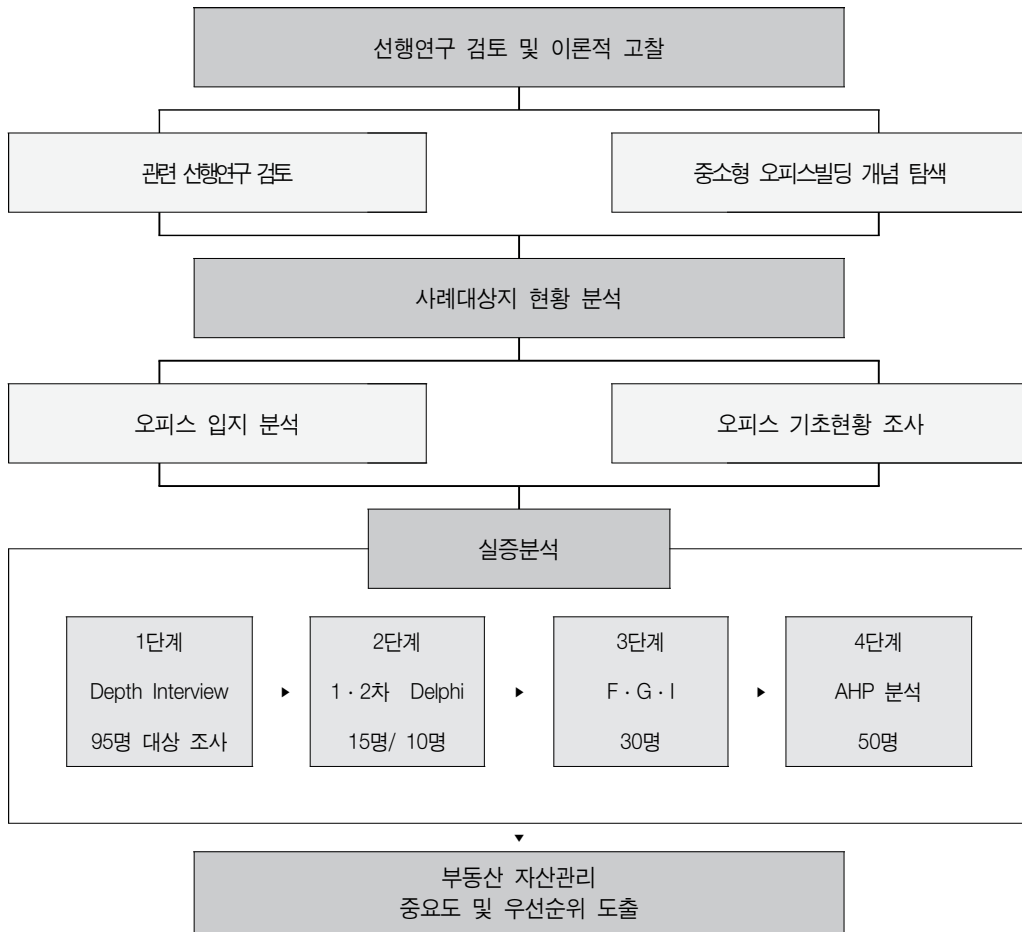 선행연구 검토 및 이론적 고찰
관련 선행연구 검토
중소형 오피스빌딩 개념 탐색
사례대상지 현황 분석
오피스 입지 분석
오피스 기초현황 조사
실증분석
1단계
Depth Interview
95명 대상 조사
2단계
1 · 2차 Delphi
15명/ 10명
3단계
F · G · I
30명
4단계
AHP 분석
50명
부동산 자산관리
중요도 및 우선순위 도출